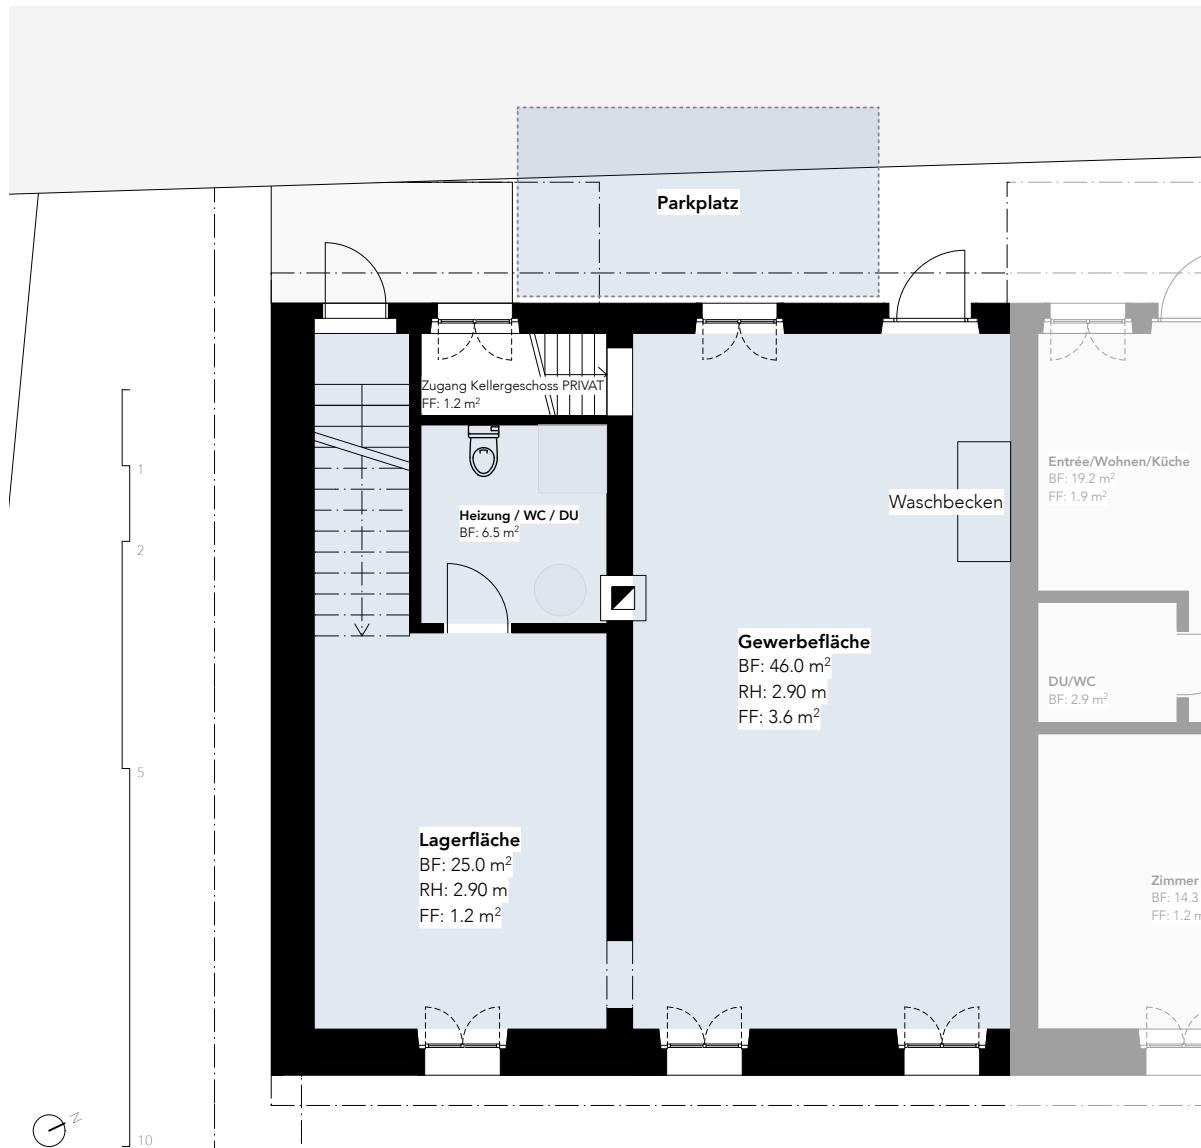 Parkplatz
Zugang Kellergeschoss PRIVAT
FF: 1.2 m²
1
2
5
10
Heizung / WC / DU
BF: 6.5 m²
Waschbecken
Entrée/Wohnen/Küche
BF: 19.2 m²
FF: 1.9 m²
Gewerbefläche
BF: 46.0 m²
RH: 2.90 m
FF: 3.6 m²
DU/WC
BF: 2.9 m²
Lagerfläche
BF: 25.0 m²
RH: 2.90 m
FF: 1.2 m²
Zimmer
BF: 14.3
FF: 1.2 m
N